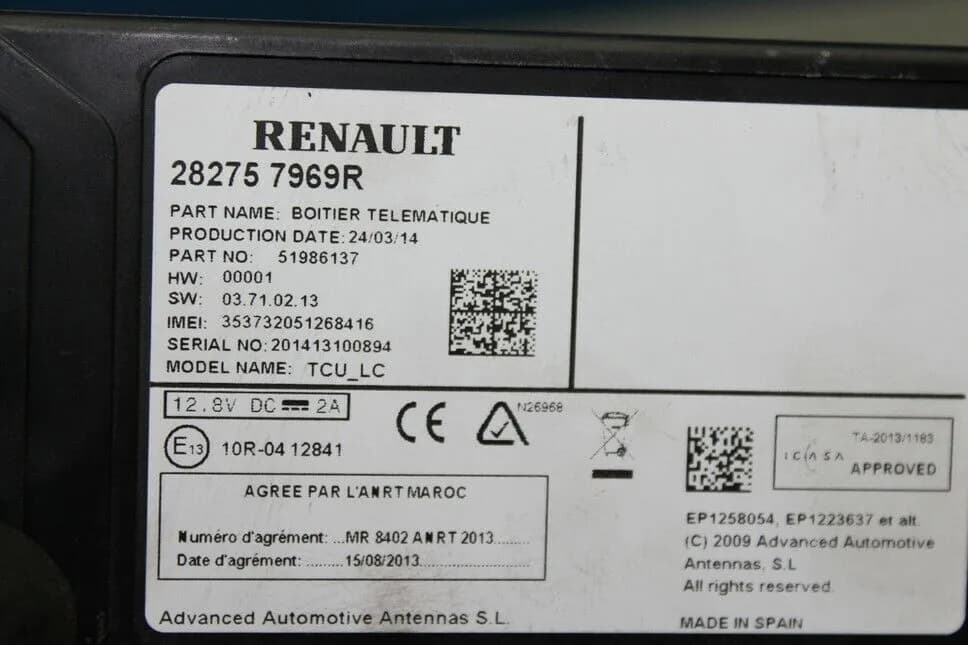 RENAULT
28275 7969R
PART NAME: BOITIER TELEMATIQUE
PRODUCTION DATE: 24/03/14
PART NO: 51986137
HW: 00001
SW: 03.71.02.13
IMEI: 353732051268416
SERIAL NO: 201413100894
MODEL NAME: TCU_LC
12.8V DC 2A
CE
N26968
E13 10R-04 12841
AGREE PAR L'ANRT MAROC
Numéro d'agrément: ...MR 8402 ANRT 2013........
Date d'agrément: .........15/08/2013...........................
Advanced Automotive Antennas S.L.
TA-2013/1183
ICASA
APPROVED
EP1258054, EP1223637 et alt.
(C) 2009 Advanced Automotive
Antennas, S.L
All rights reserved.
MADE IN SPAIN